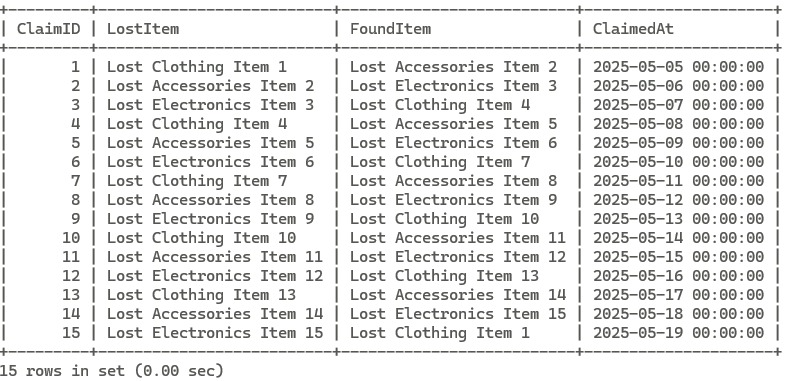 +---------+--------------------------+--------------------------+---------------------+
| ClaimID | LostItem                 | FoundItem                | ClaimedAt           |
+---------+--------------------------+--------------------------+---------------------+
|       1 | Lost Clothing Item 1     | Lost Accessories Item 2  | 2025-05-05 00:00:00 |
|       2 | Lost Accessories Item 2  | Lost Electronics Item 3  | 2025-05-06 00:00:00 |
|       3 | Lost Electronics Item 3  | Lost Clothing Item 4     | 2025-05-07 00:00:00 |
|       4 | Lost Clothing Item 4     | Lost Accessories Item 5  | 2025-05-08 00:00:00 |
|       5 | Lost Accessories Item 5  | Lost Electronics Item 6  | 2025-05-09 00:00:00 |
|       6 | Lost Electronics Item 6  | Lost Clothing Item 7     | 2025-05-10 00:00:00 |
|       7 | Lost Clothing Item 7     | Lost Accessories Item 8  | 2025-05-11 00:00:00 |
|       8 | Lost Accessories Item 8  | Lost Electronics Item 9  | 2025-05-12 00:00:00 |
|       9 | Lost Electronics Item 9  | Lost Clothing Item 10    | 2025-05-13 00:00:00 |
|      10 | Lost Clothing Item 10    | Lost Accessories Item 11 | 2025-05-14 00:00:00 |
|      11 | Lost Accessories Item 11 | Lost Electronics Item 12 | 2025-05-15 00:00:00 |
|      12 | Lost Electronics Item 12 | Lost Clothing Item 13    | 2025-05-16 00:00:00 |
|      13 | Lost Clothing Item 13    | Lost Accessories Item 14 | 2025-05-17 00:00:00 |
|      14 | Lost Accessories Item 14 | Lost Electronics Item 15 | 2025-05-18 00:00:00 |
|      15 | Lost Electronics Item 15 | Lost Clothing Item 1     | 2025-05-19 00:00:00 |
+---------+--------------------------+--------------------------+---------------------+
15 rows in set (0.00 sec)